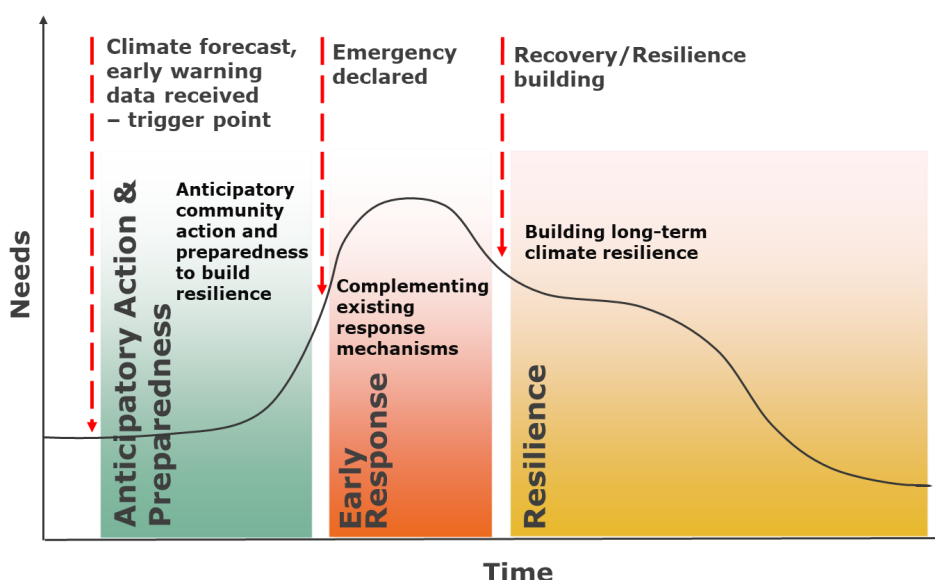 Climate forecast,
early warning
data received
– trigger point
Emergency
declared
Recovery/Resilience
building
Anticipatory Action &
Preparedness
Anticipatory
community
action and
preparedness
to build
resilience
Early
Response
Complementing
existing
response
mechanisms
Resilience
Building long-term
climate resilience
Needs
Time